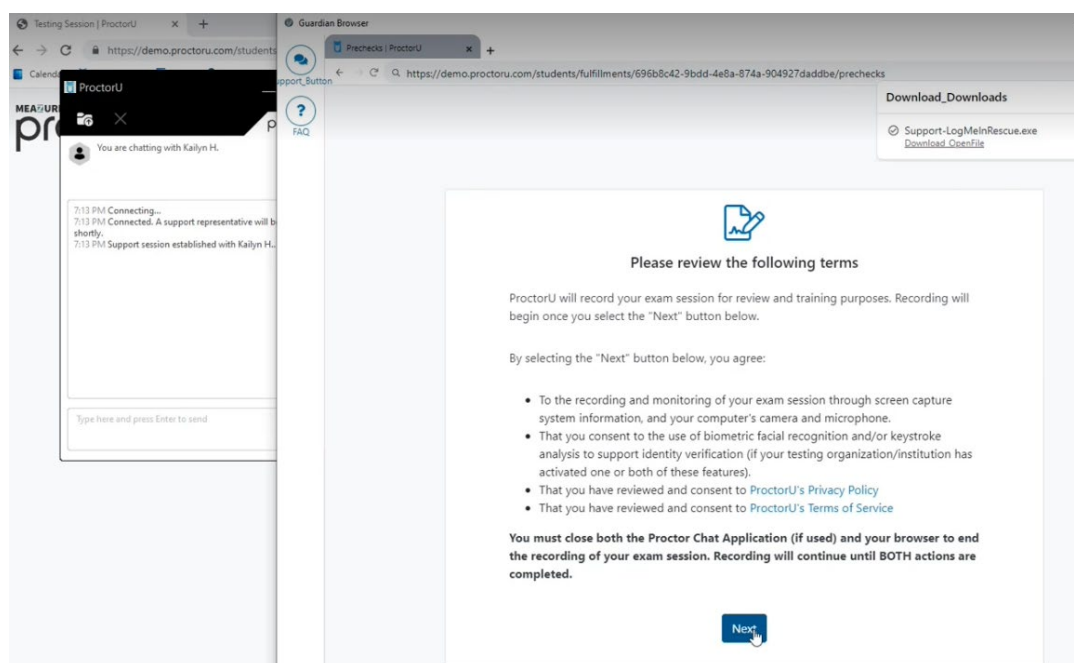 Testing Session | ProctorU
https://demo.proctoru.com/students
MEAZUR
ProctorU
You are chatting with Kailyn H.
7:13 PM Connecting...
7:13 PM Connected. A support representative will b
shortly.
7:13 PM Support session established with Kailyn H..
Type here and press Enter to send
Guardian Browser
Prechecks | ProctorU
https://demo.proctoru.com/students/fulfillments/696b8c42-9bdd-4e8a-874a-904927daddbe/prechecks
upport_Button
FAQ
Download_Downloads
Support-LogMeInRescue.exe
Download OpenFile
Please review the following terms
ProctorU will record your exam session for review and training purposes. Recording will
begin once you select the "Next" button below.
By selecting the "Next" button below, you agree:
• To the recording and monitoring of your exam session through screen capture
system information, and your computer's camera and microphone.
• That you consent to the use of biometric facial recognition and/or keystroke
analysis to support identity verification (if your testing organization/institution has
activated one or both of these features).
• That you have reviewed and consent to ProctorU's Privacy Policy
• That you have reviewed and consent to ProctorU's Terms of Service
You must close both the Proctor Chat Application (if used) and your browser to end
the recording of your exam session. Recording will continue until BOTH actions are
completed.
Next